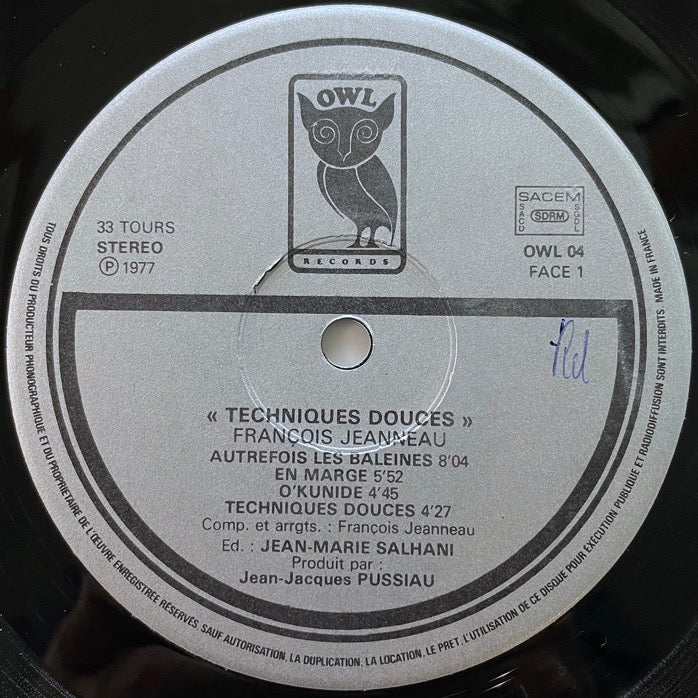 OWL
RECORDS
33 TOURS
STEREO
Ⓟ 1977
SACEM
SACD
SDRM
SGDL
OWL 04
FACE 1
« TECHNIQUES DOUCES »
FRANÇOIS JEANNEAU
AUTREFOIS LES BALEINES 8'04
EN MARGE 5'52
O'KUNIDE 4'45
TECHNIQUES DOUCES 4'27
Comp. et arrgts. : François Jeanneau
Ed. : JEAN-MARIE SALHANI
Produit par :
Jean-Jacques PUSSIAU
TOUS DROITS DU PRODUCTEUR PHONOGRAPHIQUE ET DU PROPRIETAIRE DE L'ŒUVRE ENREGISTREE RESERVES. SAUF AUTORISATION, LA DUPLICATION, LA LOCATION, LE PRET, L'UTILISATION DE CE DISQUE POUR EXECUTION PUBLIQUE ET RADIODIFFUSION SONT INTERDITS. MADE IN FRANCE